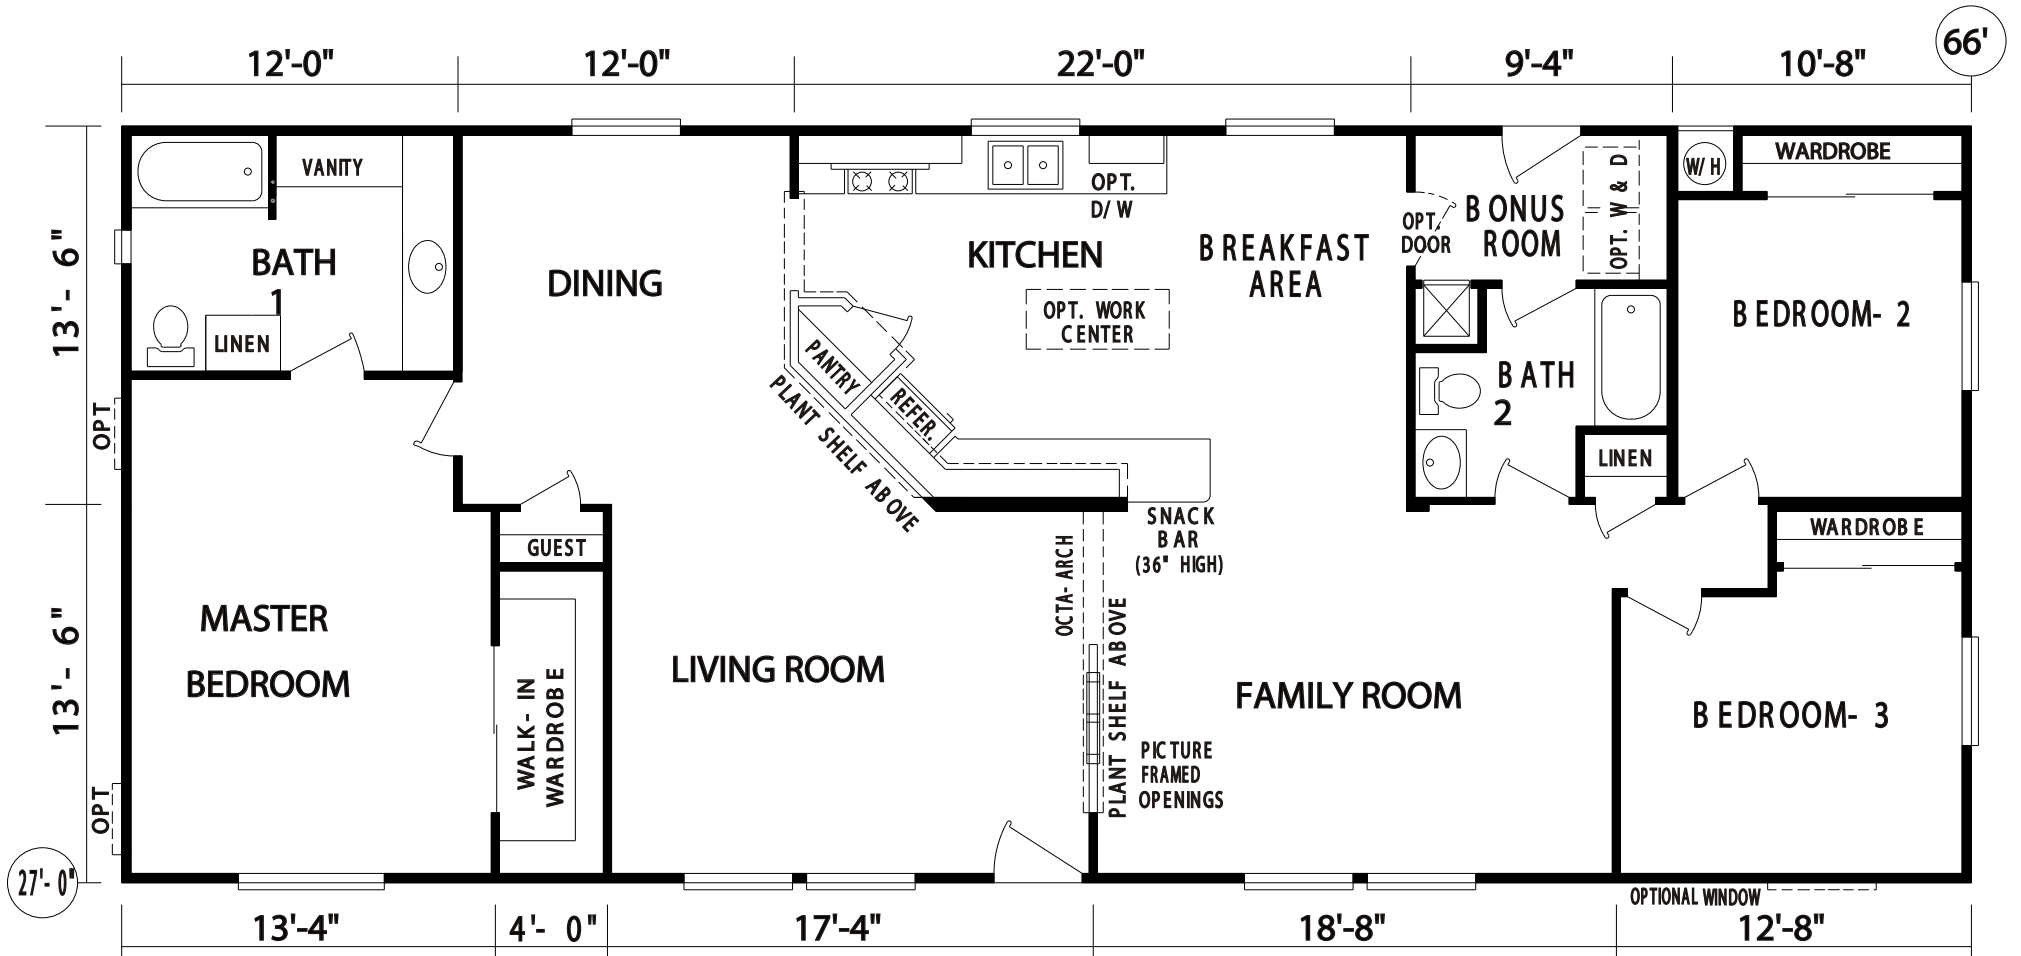 66'
12'-0"
12'-0"
22'-0"
9'-4"
10'-8"
VANITY
BATH
1
LINEN
DINING
KITCHEN
OPT.
D/W
OPT. WORK
CENTER
BREAKFAST
AREA
PANTRY
REFER.
PLANT SHELF ABOVE
OPT.
DOOR
BONUS
ROOM
OPT. W & D
W/H
WARDROBE
BEDROOM- 2
BATH
2
LINEN
13'- 6"
OPT
GUEST
SNACK
BAR
(36" HIGH)
WARDROBE
13'- 6"
MASTER
BEDROOM
WALK- IN
WARDROBE
LIVING ROOM
OCTA- ARCH
PLANT SHELF ABOVE
PICTURE
FRAMED
OPENINGS
FAMILY ROOM
BEDROOM- 3
OPT
27'- 0"
OPTIONAL WINDOW
13'-4"
4'- 0"
17'-4"
18'-8"
12'-8"